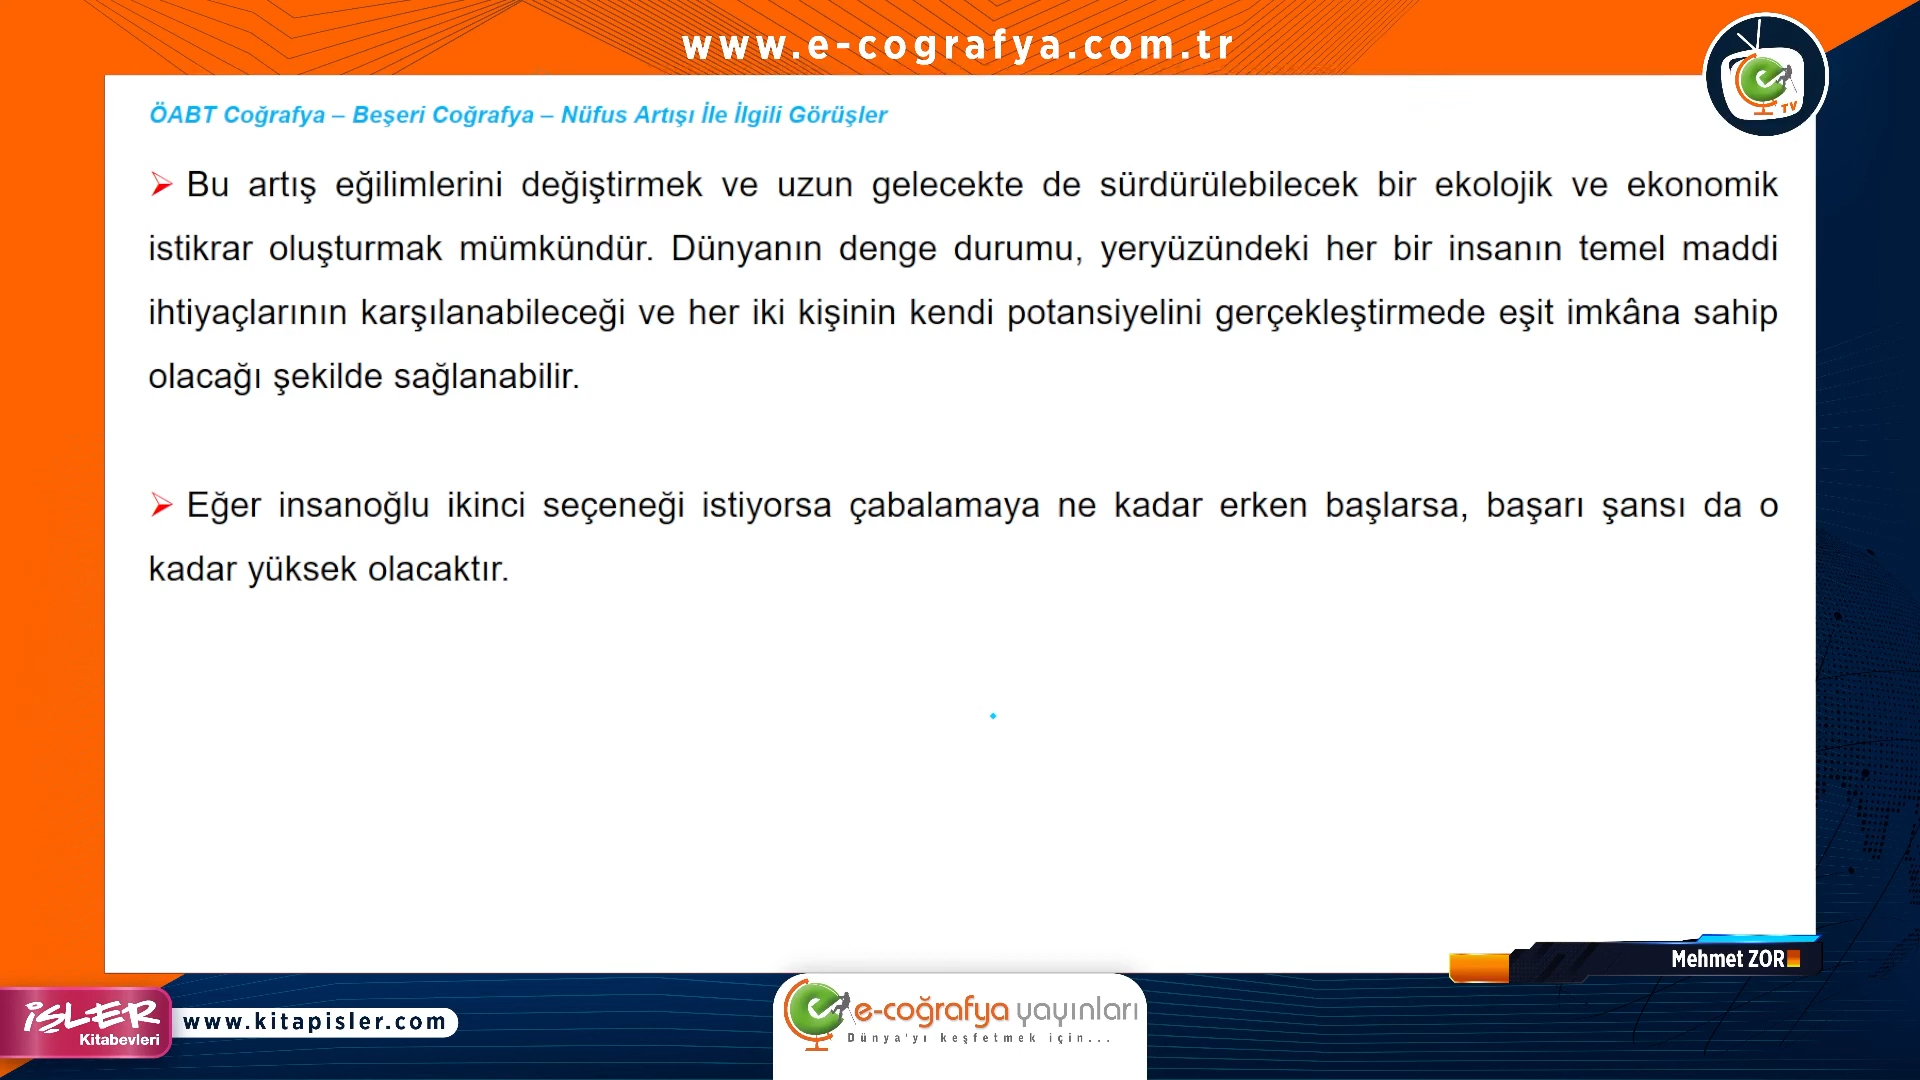 www.e-cografya.com.tr
TV
ÖABT Coğrafya – Beşeri Coğrafya – Nüfus Artışı İle İlgili Görüşler
➢ Bu artış eğilimlerini değiştirmek ve uzun gelecekte de sürdürülebilecek bir ekolojik ve ekonomik
istikrar oluşturmak mümkündür. Dünyanın denge durumu, yeryüzündeki her bir insanın temel maddi
ihtiyaçlarının karşılanabileceği ve her iki kişinin kendi potansiyelini gerçekleştirmede eşit imkâna sahip
olacağı şekilde sağlanabilir.
➢ Eğer insanoğlu ikinci seçeneği istiyorsa çabalamaya ne kadar erken başlarsa, başarı şansı da o
kadar yüksek olacaktır.
Mehmet ZOR
İŞLER
Kitabevleri
www.kitapisler.com
e-coğrafya yayınları
Dünya'yı keşfetmek için...